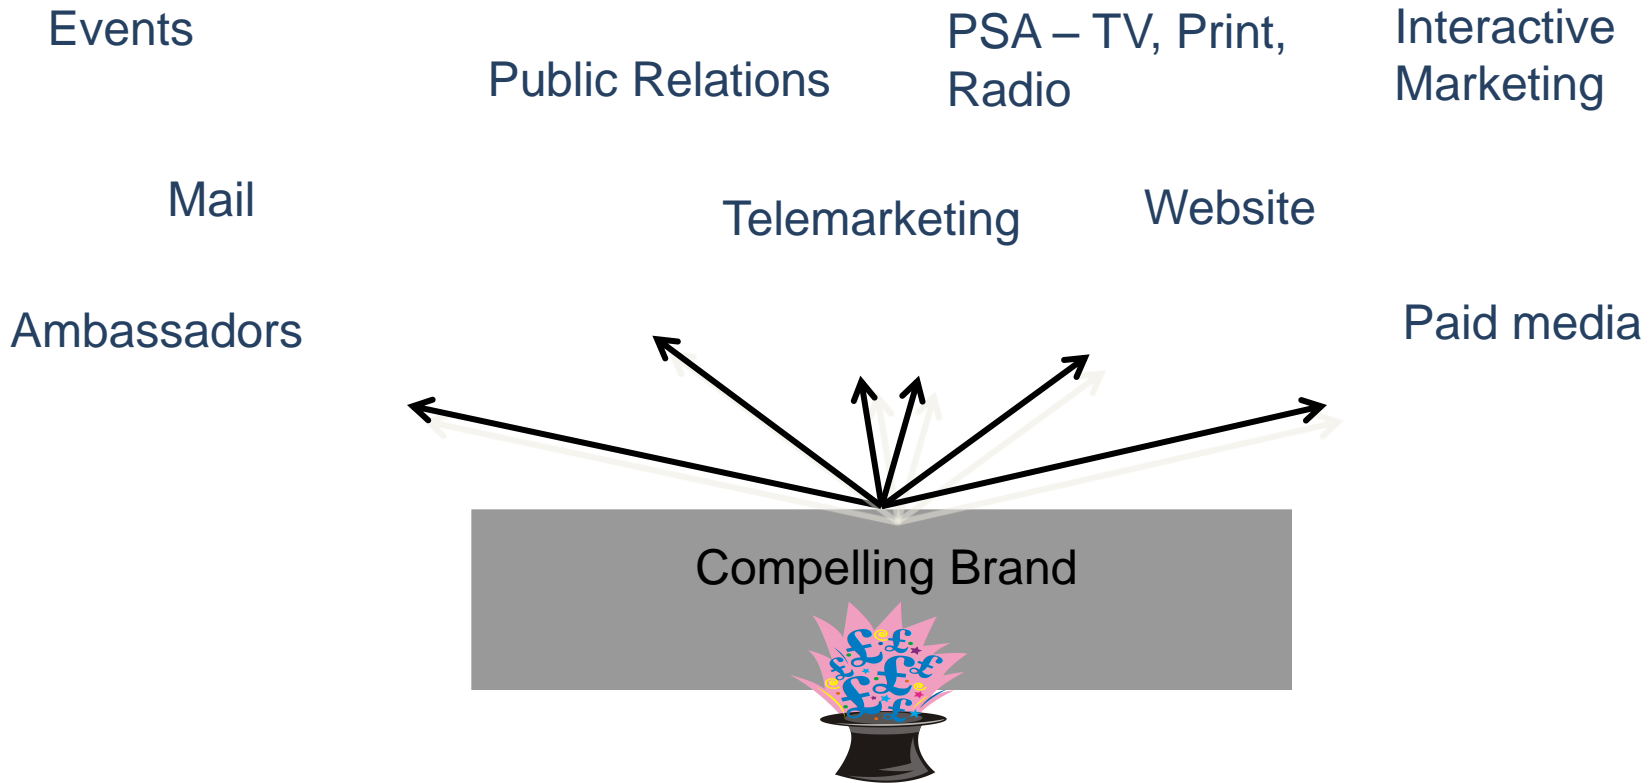 Events
Public Relations
PSA – TV, Print,
Radio
Interactive
Marketing
Mail
Telemarketing
Website
Ambassadors
Paid media
Compelling Brand
£ £ £ £ £ £ £ £